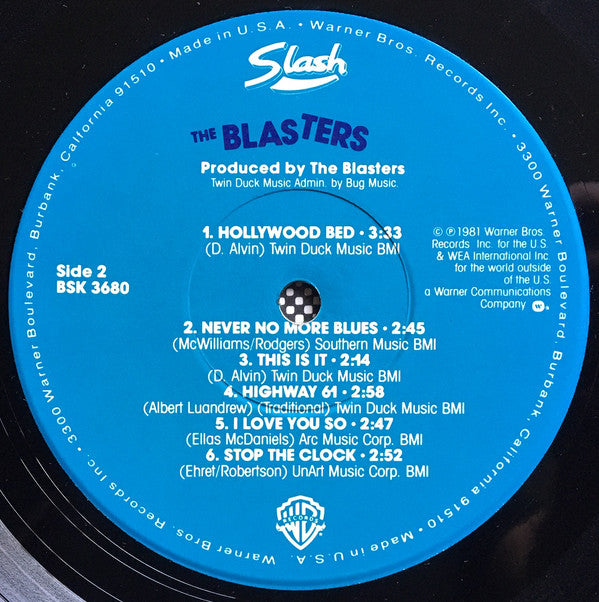 Slash
THE BLASTERS
Produced by The Blasters
Twin Duck Music Admin. by Bug Music.
1. HOLLYWOOD BED • 3:33
(D. Alvin) Twin Duck Music BMI
Side 2
BSK 3680
© ℗ 1981 Warner Bros.
Records Inc. for the U.S.
& WEA International Inc.
for the world outside
of the U.S.
a Warner Communications
Company
2. NEVER NO MORE BLUES • 2:45
(McWilliams/Rodgers) Southern Music BMI
3. THIS IS IT • 2:14
(D. Alvin) Twin Duck Music BMI
4. HIGHWAY 61 • 2:58
(Albert Luandrew) (Traditional) Twin Duck Music BMI
5. I LOVE YOU SO • 2:47
(Ellas McDaniels) Arc Music Corp. BMI
6. STOP THE CLOCK • 2:52
(Ehret/Robertson) UnArt Music Corp. BMI
WB
RECORDS
Warner Bros. Records Inc. • 3300 Warner Boulevard, Burbank, California 91510 • Made in U.S.A. •
Warner Bros. Records Inc. • 3300 Warner Boulevard, Burbank, California 91510 • Made in U.S.A. •